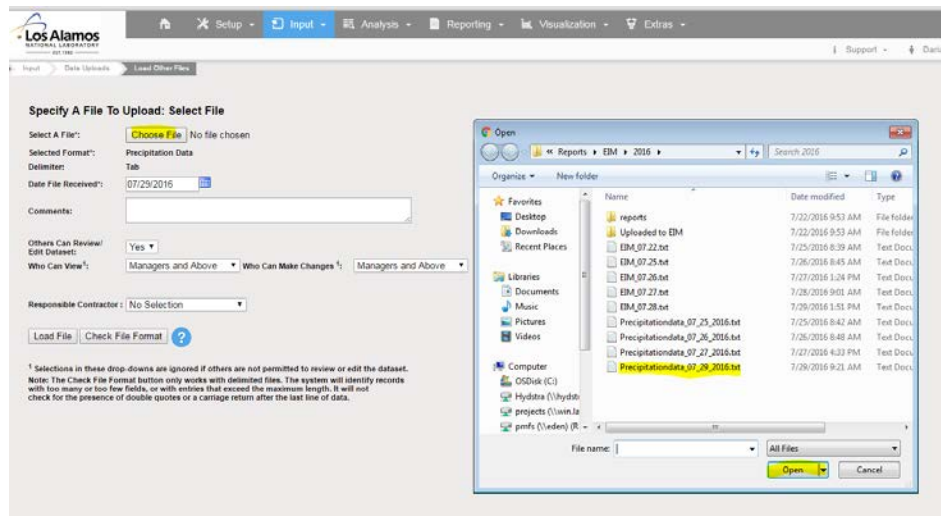 Los Alamos
NATIONAL LABORATORY
EST. 1943
Setup
Input
Analysis
Reporting
Visualization
Extras
Support
Input
Data Uploads
Load Other Files
Specify A File To Upload: Select File
Select A File*: Choose File No file chosen
Selected Format*: Precipitation Data
Delimiter: Tab
Date File Received*: 07/29/2016
Comments:
Others Can Review/
Edit Dataset: Yes
Who Can View¹: Managers and Above Who Can Make Changes ¹: Managers and Above
Responsible Contractor : No Selection
Load File Check File Format ?
¹ Selections in these drop-downs are ignored if others are not permitted to review or edit the dataset.
Note: The Check File Format button only works with delimited files. The system will identify records
with too many or too few fields, or with entries that exceed the maximum length. It will not
check for the presence of double quotes or a carriage return after the last line of data.
Open
« Reports EIM 2016 Search 2016
Organize New folder
Favorites
Desktop
Downloads
Recent Places
Libraries
Documents
Music
Pictures
Videos
Computer
OSDisk (C:)
Hydstra (\\hydst
projects (\\win.la
pmfs (\\eden) (R
Name Date modified Type
reports 7/22/2016 9:53 AM File folder
Uploaded to EIM 7/22/2016 9:53 AM File folder
EIM_07.22.txt 7/25/2016 8:39 AM Text Docu
EIM_07.25.txt 7/26/2016 8:45 AM Text Docu
EIM_07.26.txt 7/27/2016 1:24 PM Text Docu
EIM_07.27.txt 7/28/2016 9:01 AM Text Docu
EIM_07.28.txt 7/29/2016 1:51 PM Text Docu
Precipitationdata_07_25_2016.txt 7/25/2016 8:42 AM Text Docu
Precipitationdata_07_26_2016.txt 7/26/2016 8:48 AM Text Docu
Precipitationdata_07_27_2016.txt 7/27/2016 4:33 PM Text Docu
Precipitationdata_07_29_2016.txt 7/29/2016 9:21 AM Text Docu
File name: All Files
Open Cancel